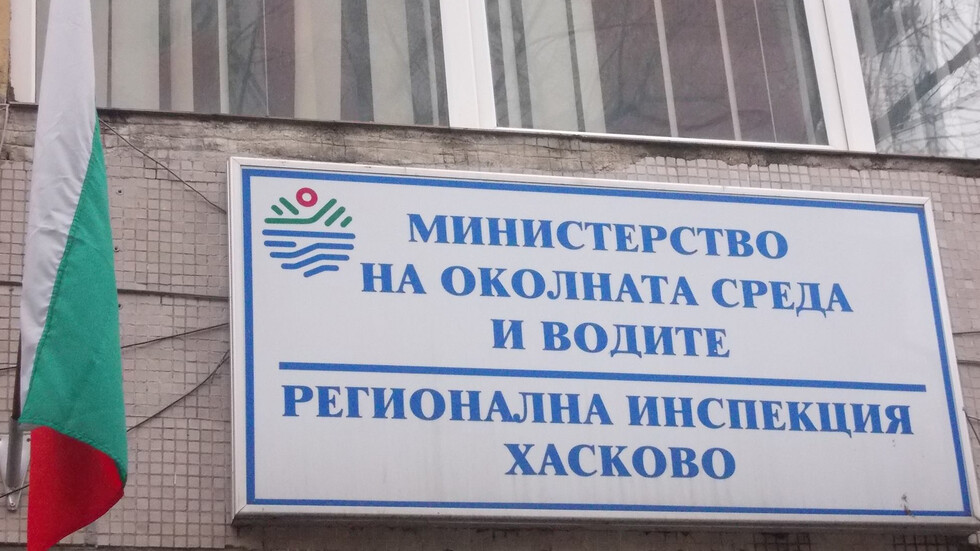 МИНИСТЕРСТВО
НА ОКОЛНАТА СРЕДА
И ВОДИТЕ
РЕГИОНАЛНА ИНСПЕКЦИЯ
ХАСКОВО